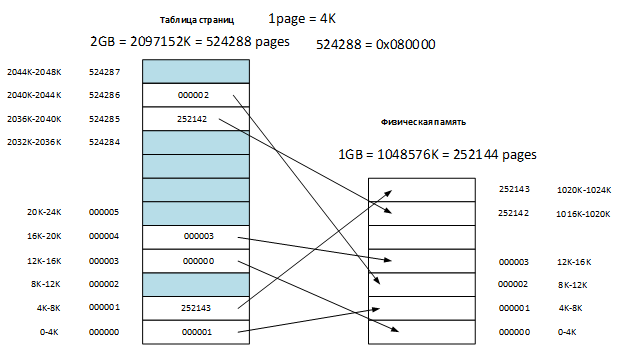 Таблица страниц 1page = 4K
2GB = 2097152K = 524288 pages 524288 = 0x080000
2044K-2048K 524287
2040K-2044K 524286 000002
2036K-2040K 524285 252142
Физическая память
2032K-2036K 524284
1GB = 1048576K = 252144 pages
252143 1020K-1024K
20K-24K 000005 252142 1016K-1020K
16K-20K 000004 000003
12K-16K 000003 000000 000003 12K-16K
8K-12K 000002 000002 8K-12K
4K-8K 000001 252143 000001 4K-8K
0-4K 000000 000001 000000 0-4K